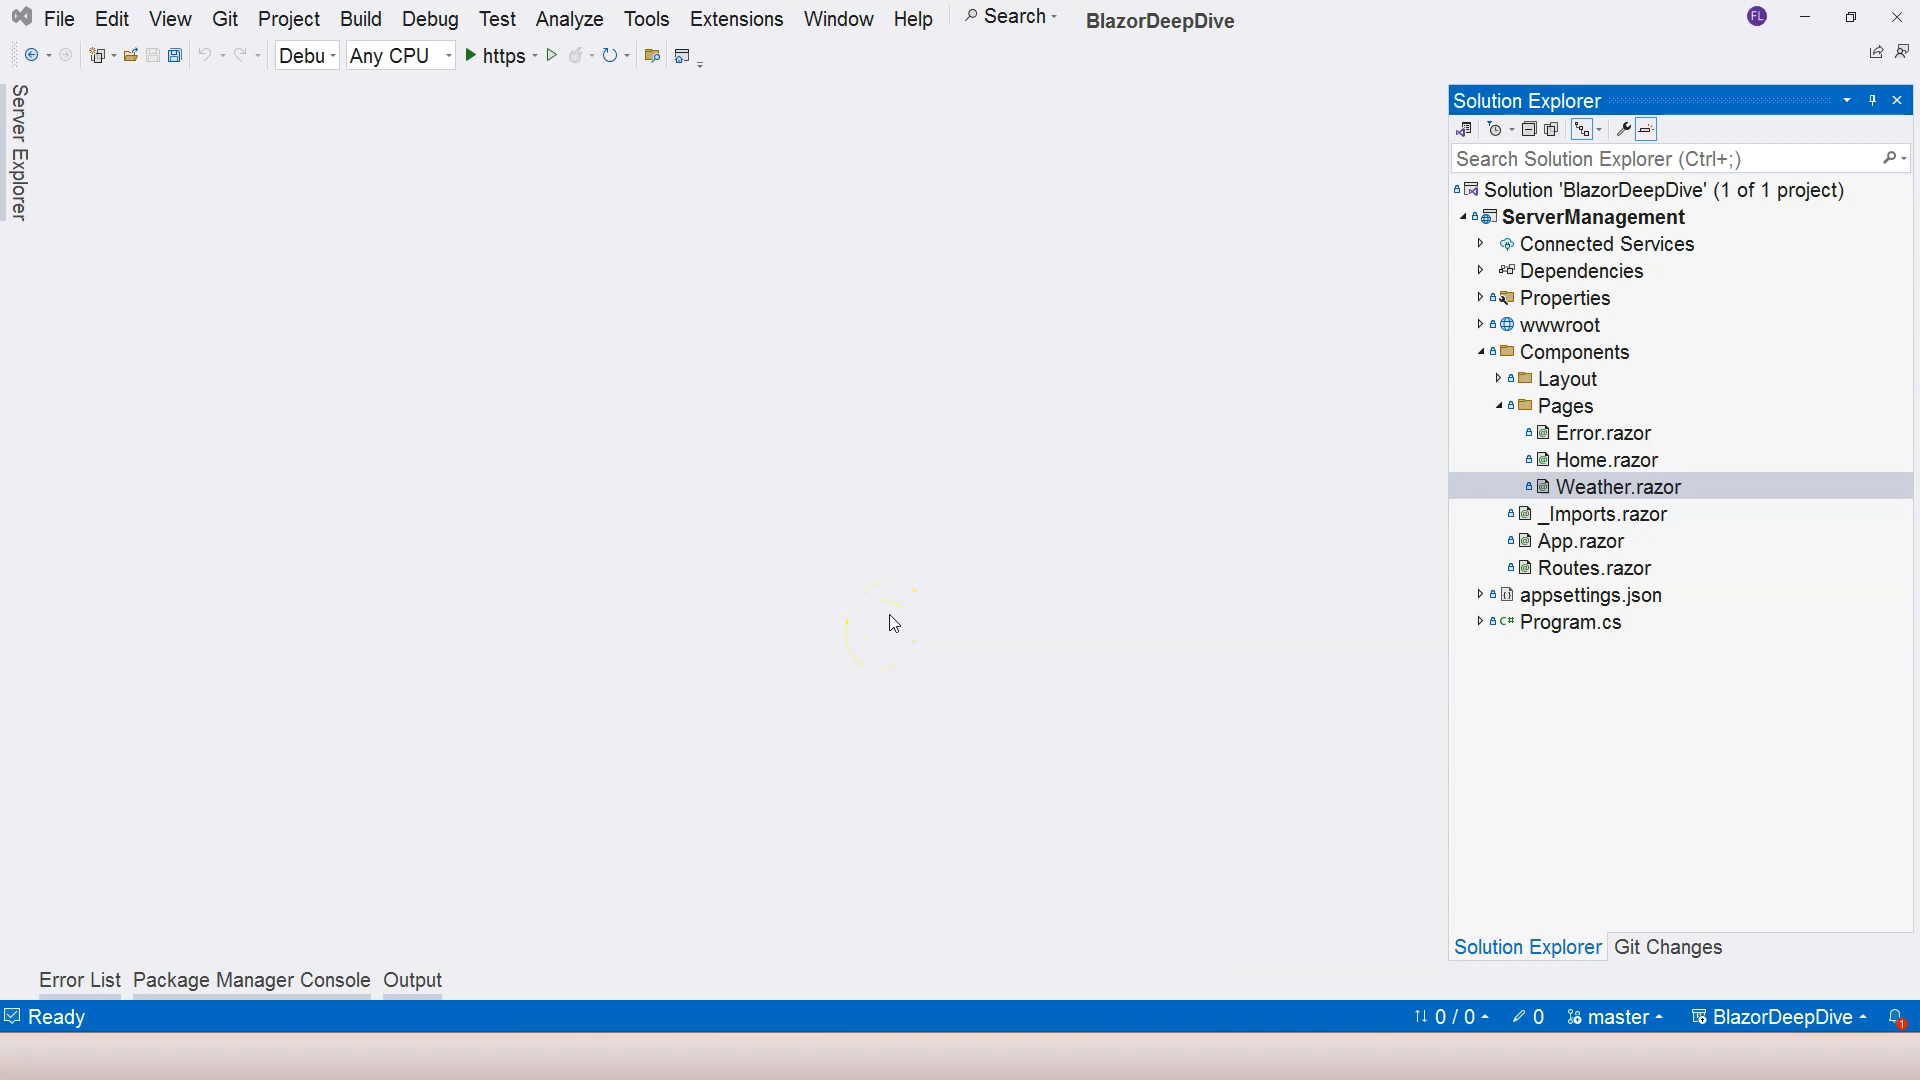 File Edit View Git Project Build Debug Test Analyze Tools Extensions Window Help Search BlazorDeepDive FL
Debu Any CPU https
Server Explorer
Solution Explorer
Search Solution Explorer (Ctrl+;)
Solution 'BlazorDeepDive' (1 of 1 project)
ServerManagement
Connected Services
Dependencies
Properties
wwwroot
Components
Layout
Pages
Error.razor
Home.razor
Weather.razor
_Imports.razor
App.razor
Routes.razor
appsettings.json
C# Program.cs
Solution Explorer Git Changes
Error List Package Manager Console Output
Ready 0 / 0 0 master BlazorDeepDive 1